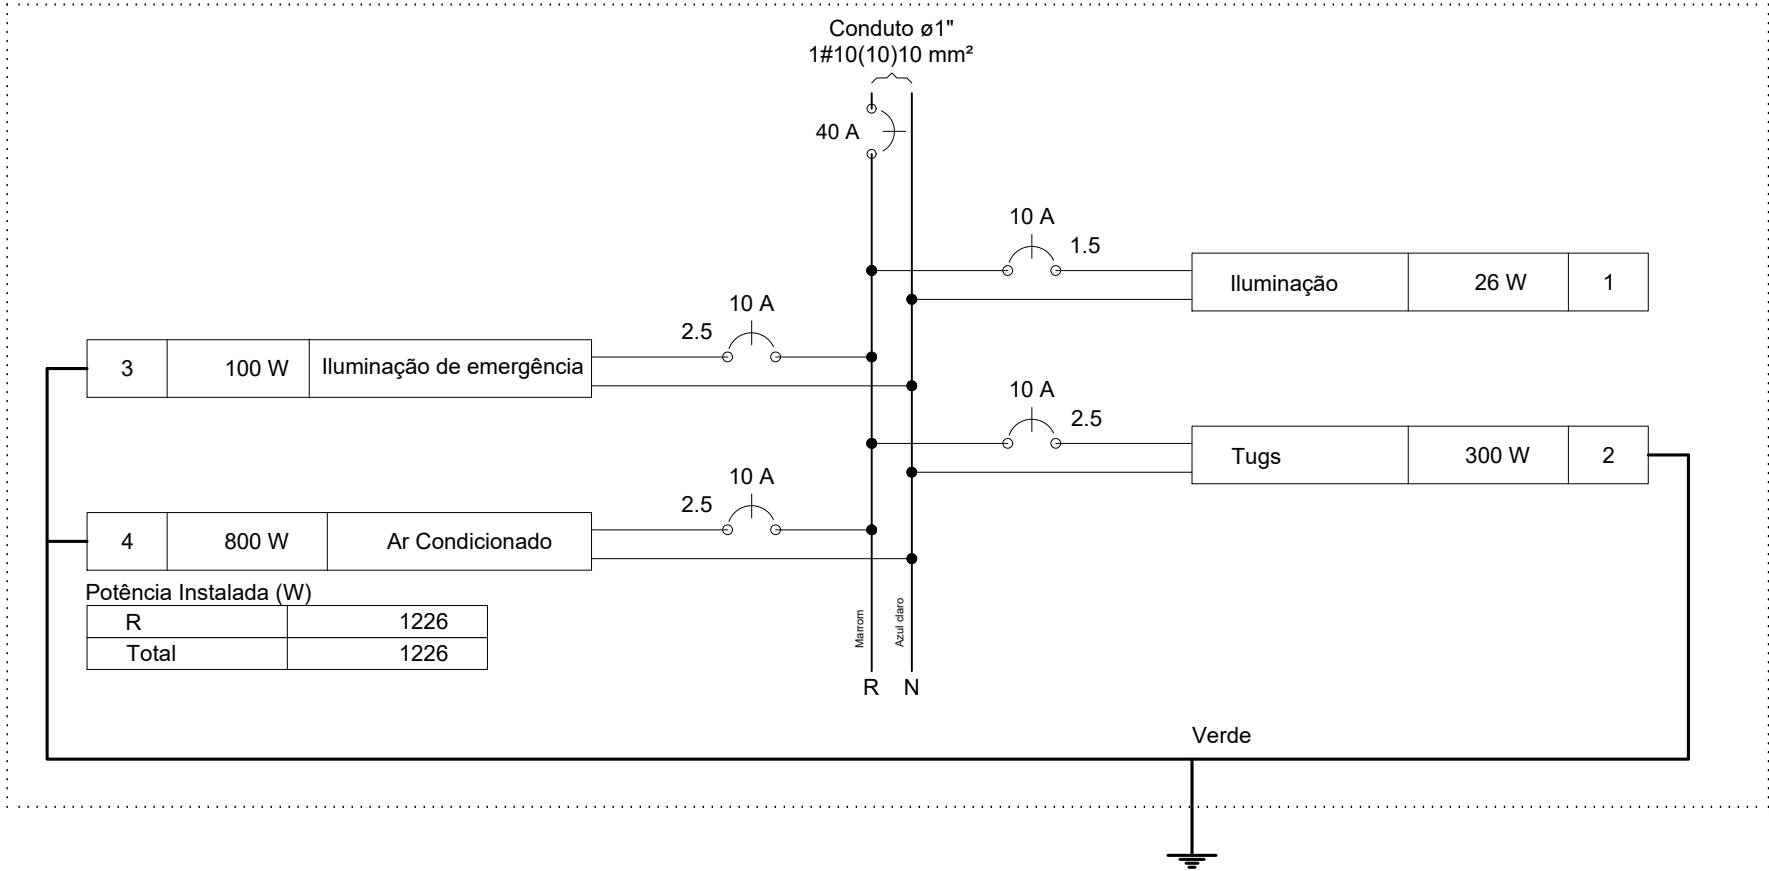 Conduto ø1"
1#10(10)10 mm²
40 A
10 A
1.5
Iluminação 26 W 1
10 A
2.5
3 100 W Iluminação de emergência
10 A
2.5
Tugs 300 W 2
10 A
2.5
4 800 W Ar Condicionado
Potência Instalada (W)
R 1226
Total 1226
Marrom
Azul claro
R N
Verde